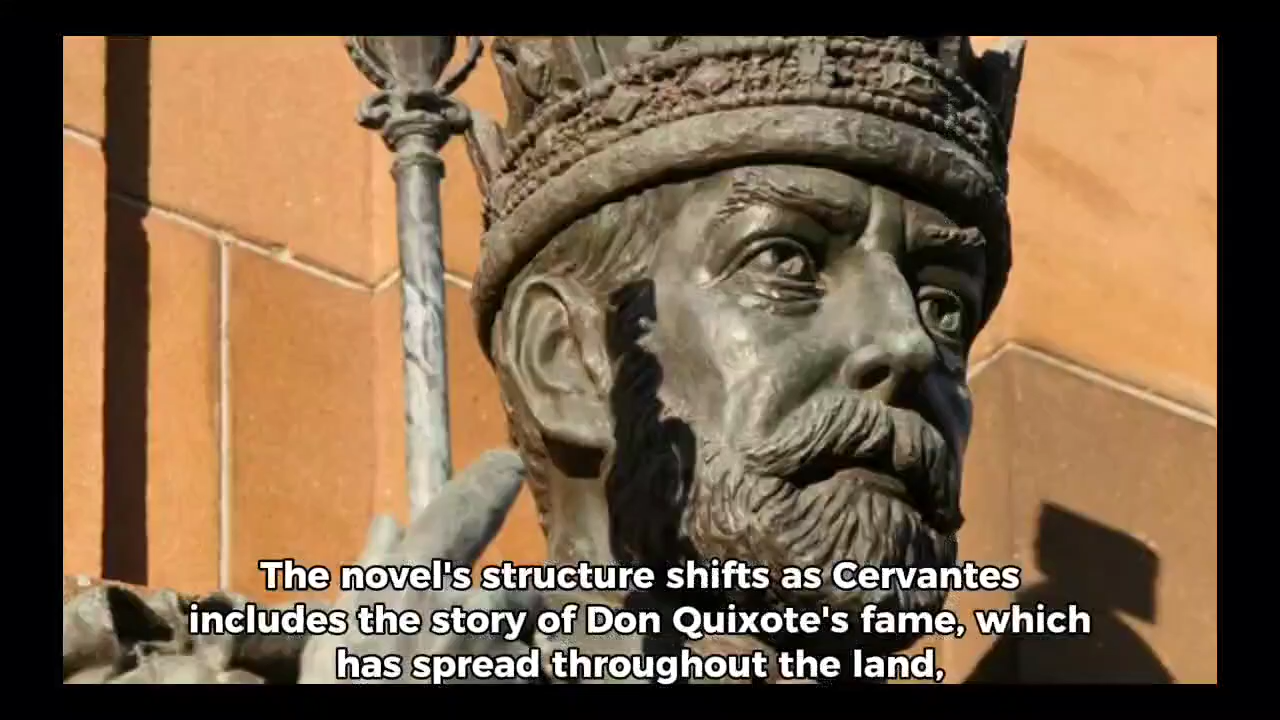 The novel's structure shifts as Cervantes
includes the story of Don Quixote's fame, which
has spread throughout the land,